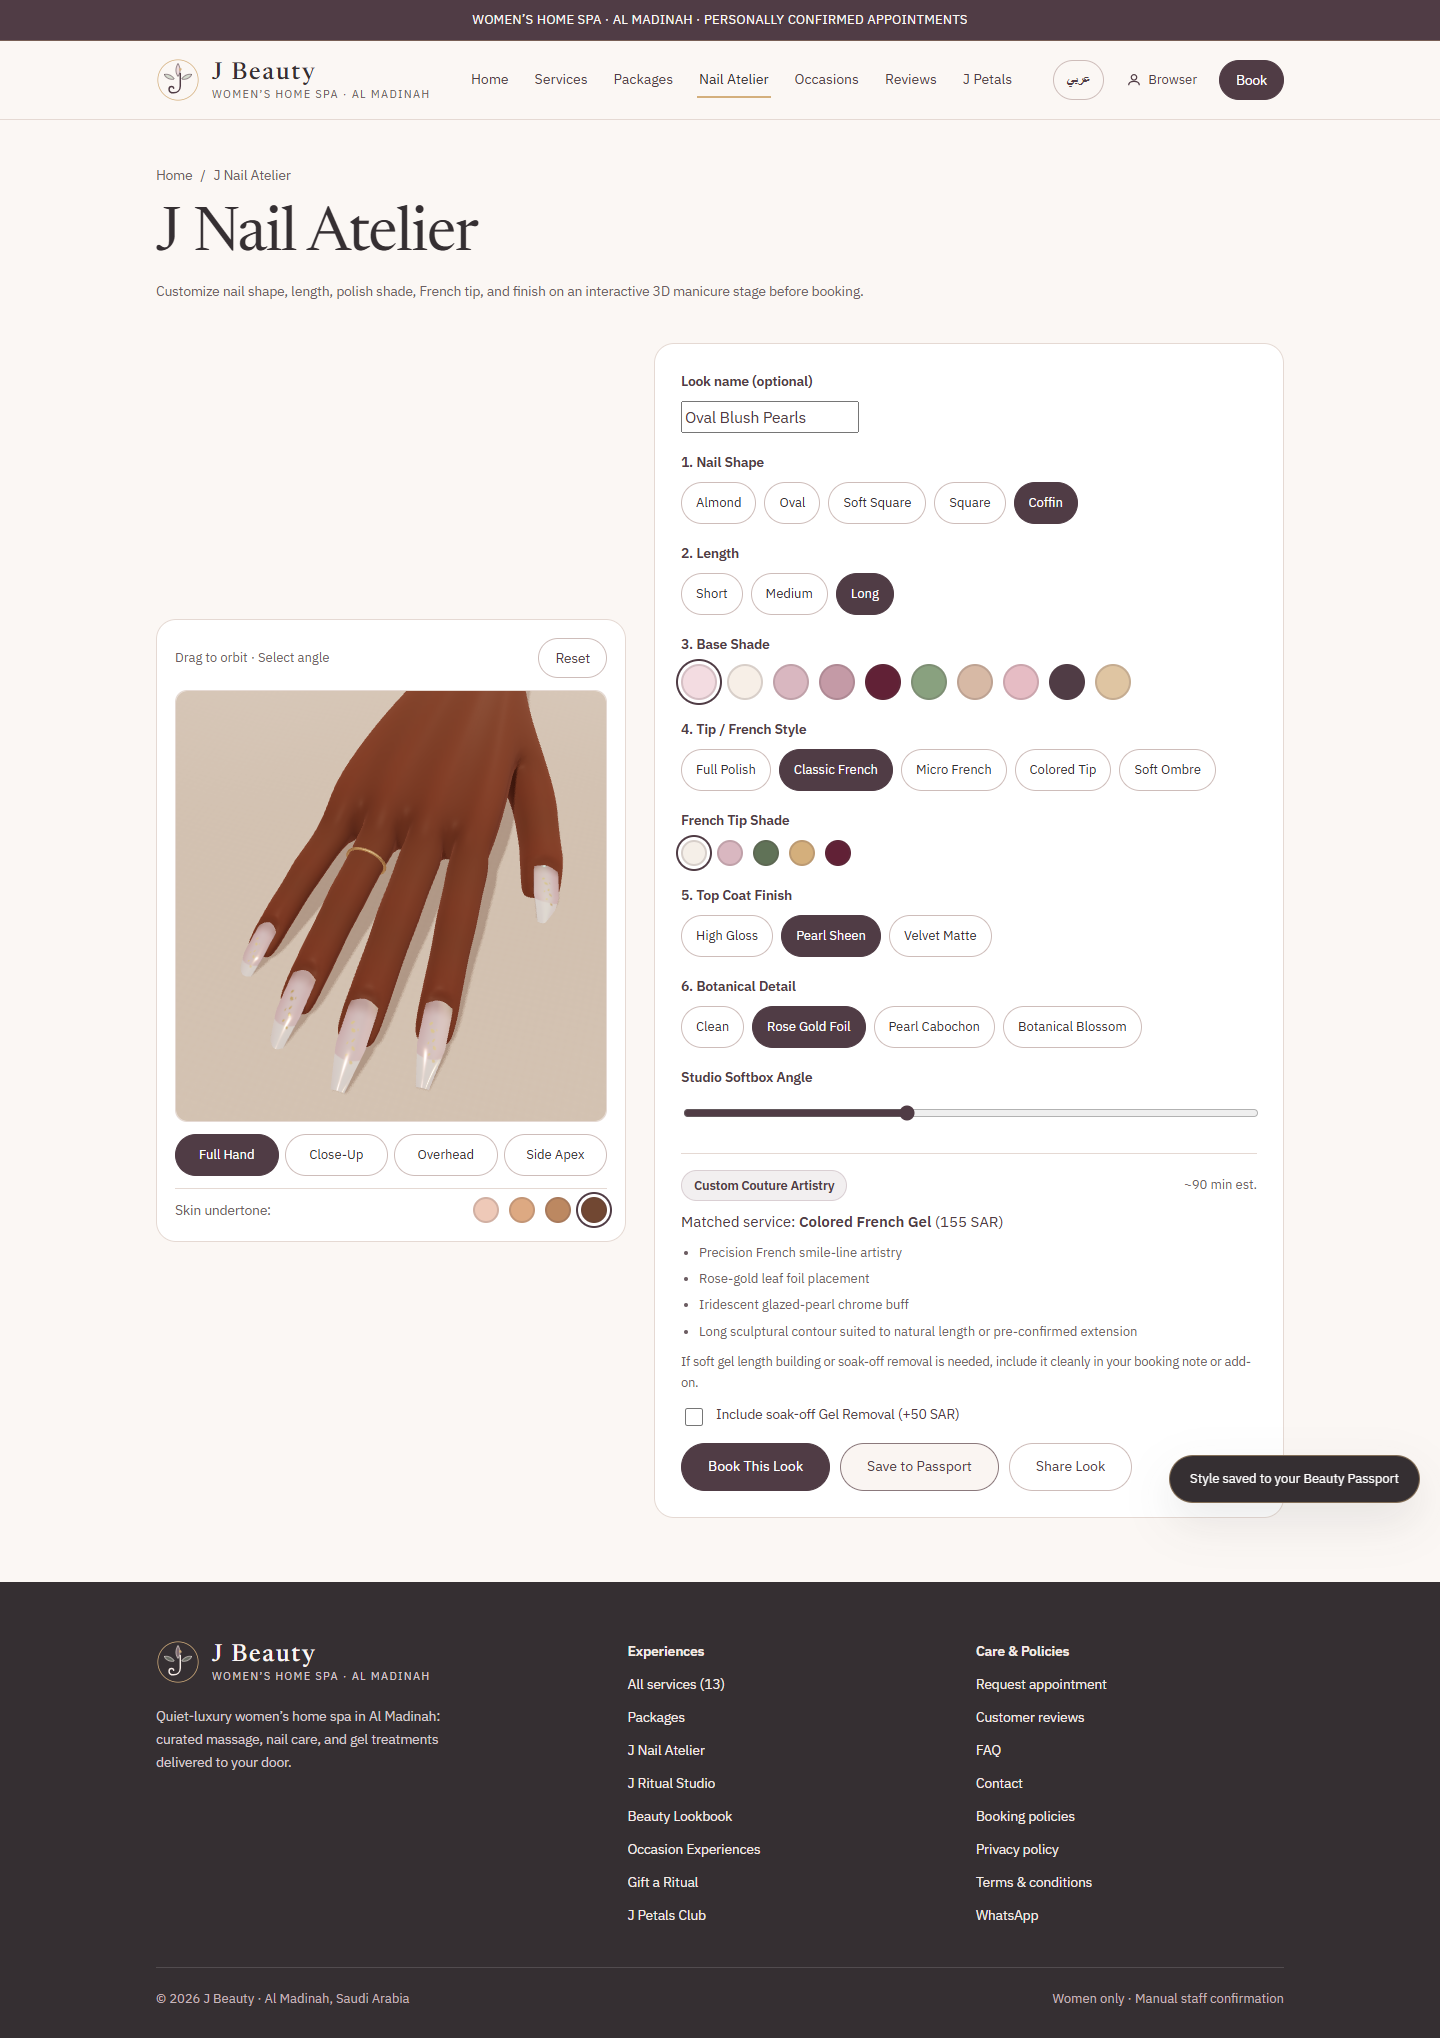 WOMEN'S HOME SPA · AL MADINAH · PERSONALLY CONFIRMED APPOINTMENTS
J Beauty
WOMEN'S HOME SPA · AL MADINAH
Home
Services
Packages
Nail Atelier
Occasions
Reviews
J Petals
عربي
Browser
Book
Home / J Nail Atelier
J Nail Atelier
Customize nail shape, length, polish shade, French tip, and finish on an interactive 3D manicure stage before booking.
Drag to orbit · Select angle
Reset
Full Hand
Close-Up
Overhead
Side Apex
Skin undertone:
Look name (optional)
Oval Blush Pearls
1. Nail Shape
Almond
Oval
Soft Square
Square
Coffin
2. Length
Short
Medium
Long
3. Base Shade
4. Tip / French Style
Full Polish
Classic French
Micro French
Colored Tip
Soft Ombre
French Tip Shade
5. Top Coat Finish
High Gloss
Pearl Sheen
Velvet Matte
6. Botanical Detail
Clean
Rose Gold Foil
Pearl Cabochon
Botanical Blossom
Studio Softbox Angle
Custom Couture Artistry
~90 min est.
Matched service: Colored French Gel (155 SAR)
• Precision French smile-line artistry
• Rose-gold leaf foil placement
• Iridescent glazed-pearl chrome buff
• Long sculptural contour suited to natural length or pre-confirmed extension
If soft gel length building or soak-off removal is needed, include it cleanly in your booking note or add-
on.
Include soak-off Gel Removal (+50 SAR)
Book This Look
Save to Passport
Share Look
Style saved to your Beauty Passport
J Beauty
WOMEN'S HOME SPA · AL MADINAH
Quiet-luxury women's home spa in Al Madinah:
curated massage, nail care, and gel treatments
delivered to your door.
Experiences
All services (13)
Packages
J Nail Atelier
J Ritual Studio
Beauty Lookbook
Occasion Experiences
Gift a Ritual
J Petals Club
Care & Policies
Request appointment
Customer reviews
FAQ
Contact
Booking policies
Privacy policy
Terms & conditions
WhatsApp
© 2026 J Beauty · Al Madinah, Saudi Arabia
Women only · Manual staff confirmation